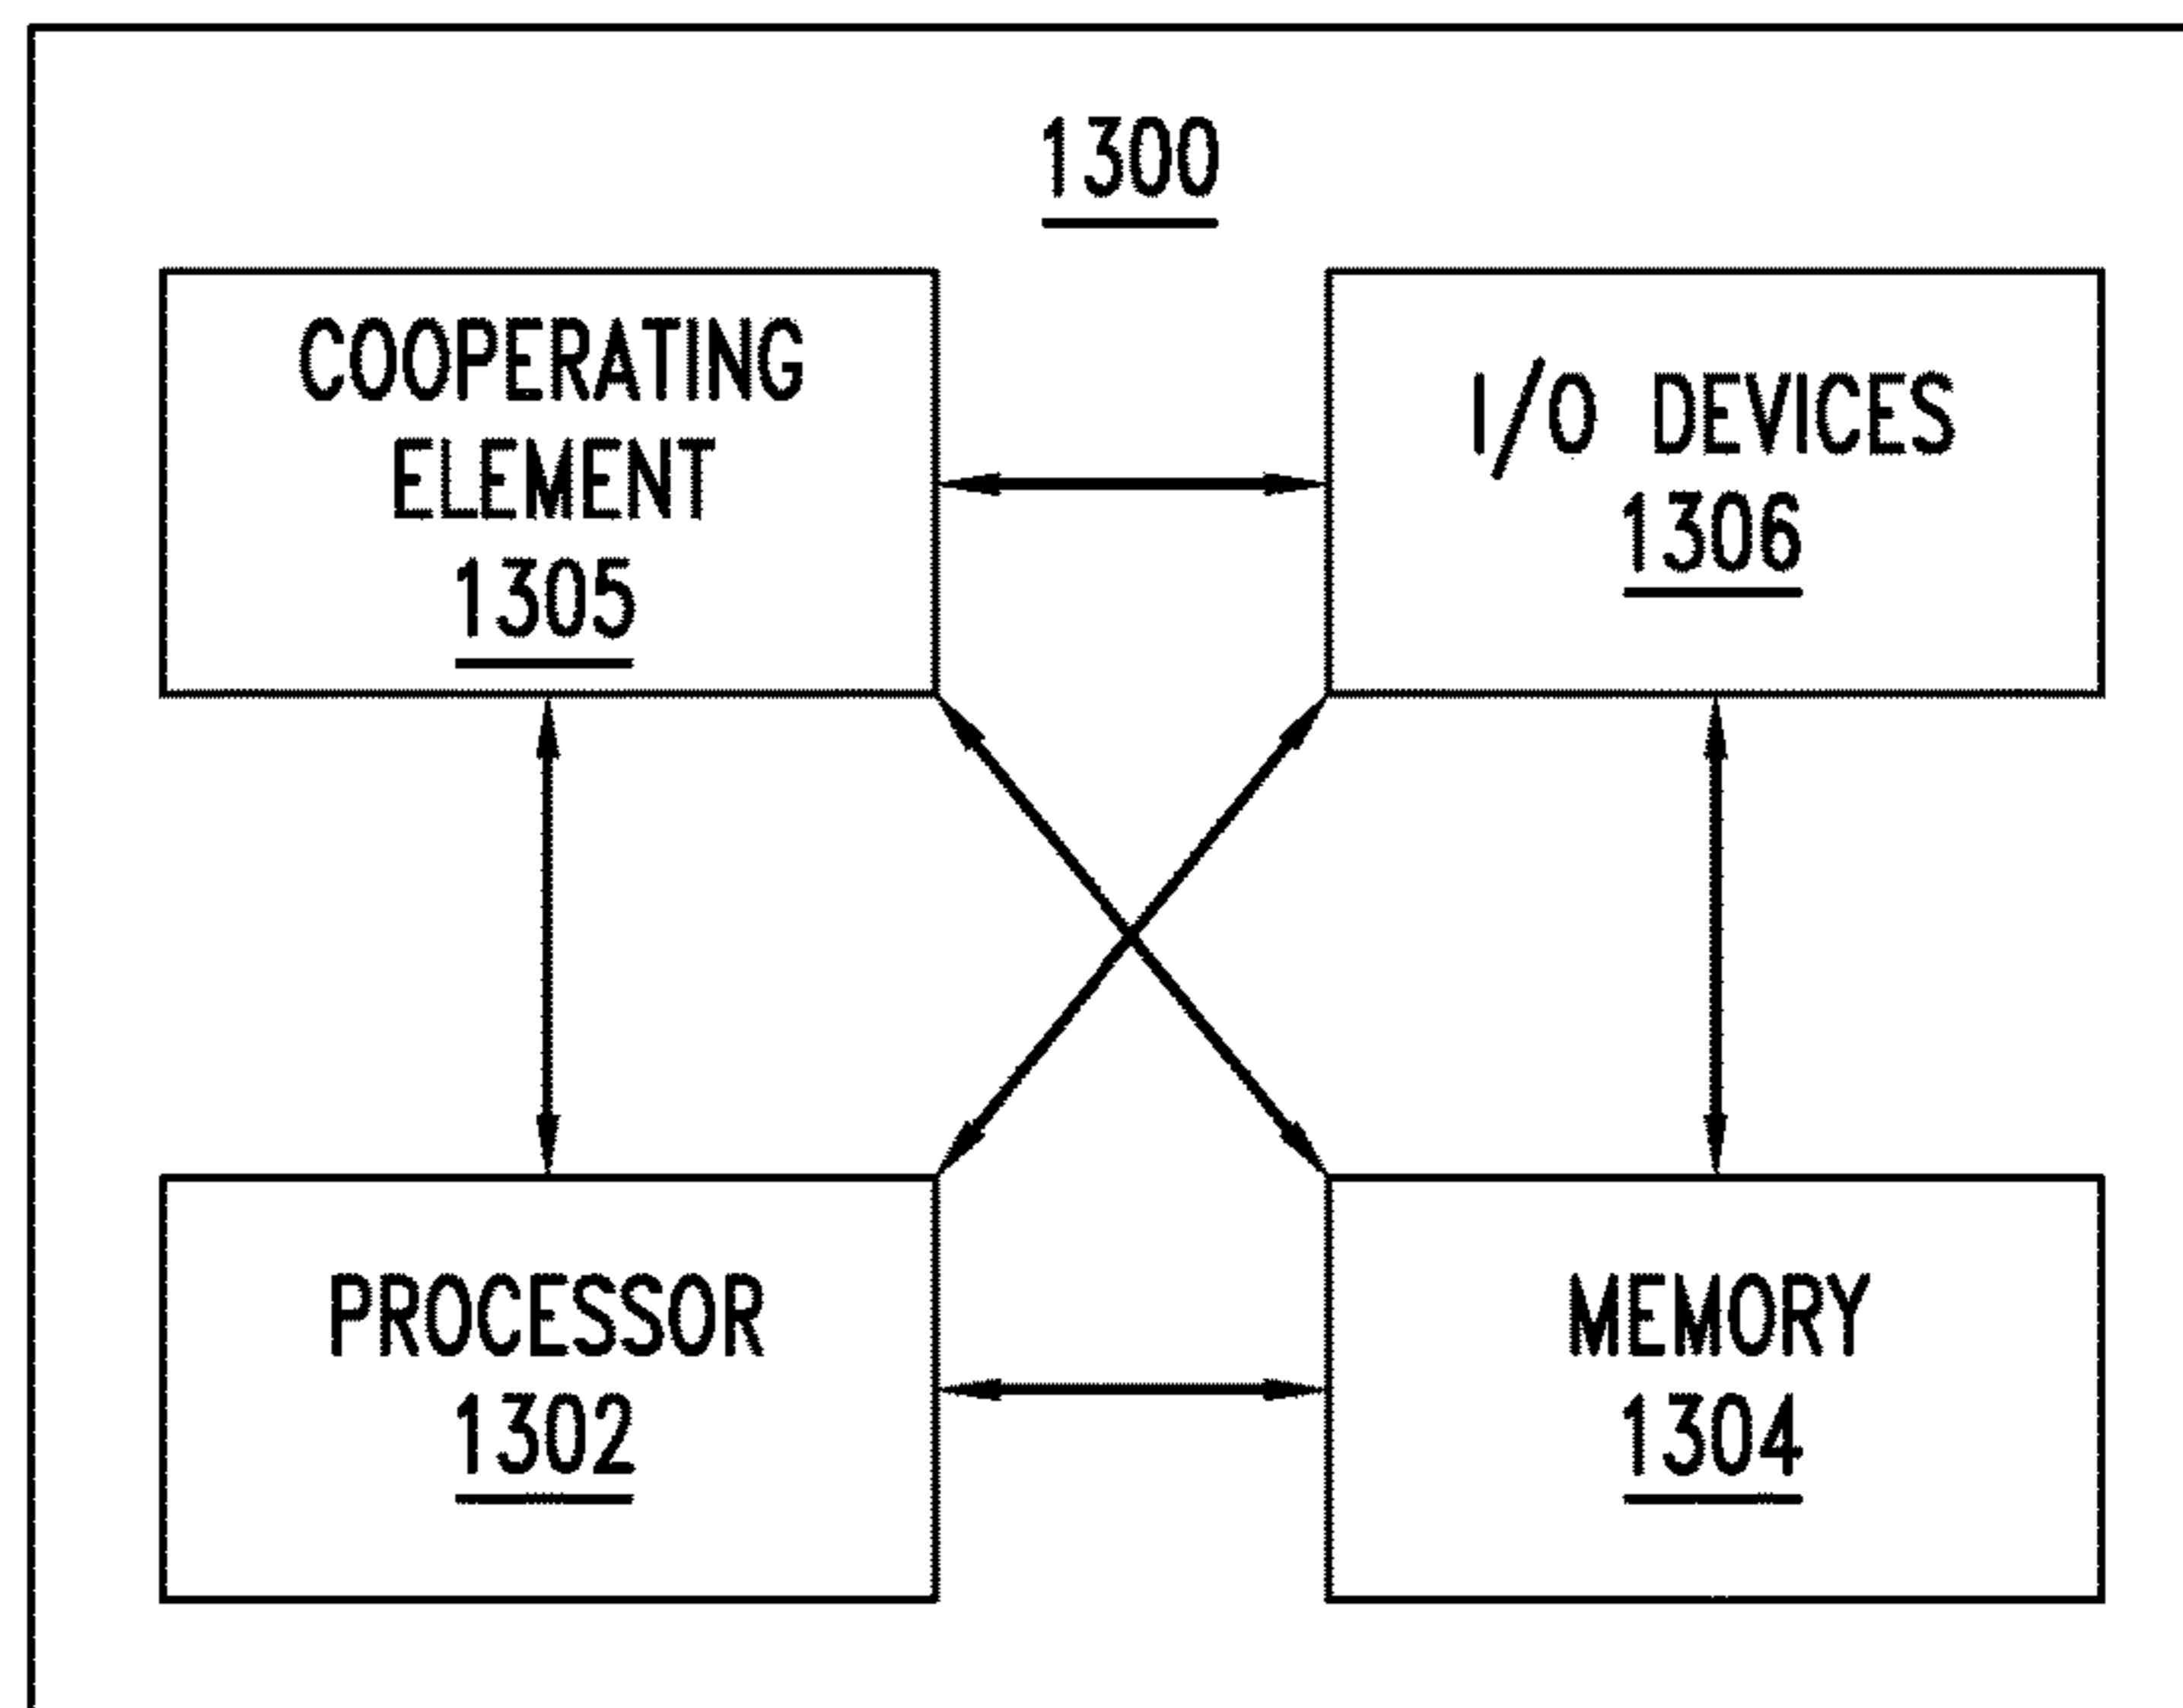 1300
COOPERATING
ELEMENT
1305
I/O DEVICES
1306
PROCESSOR
1302
MEMORY
1304